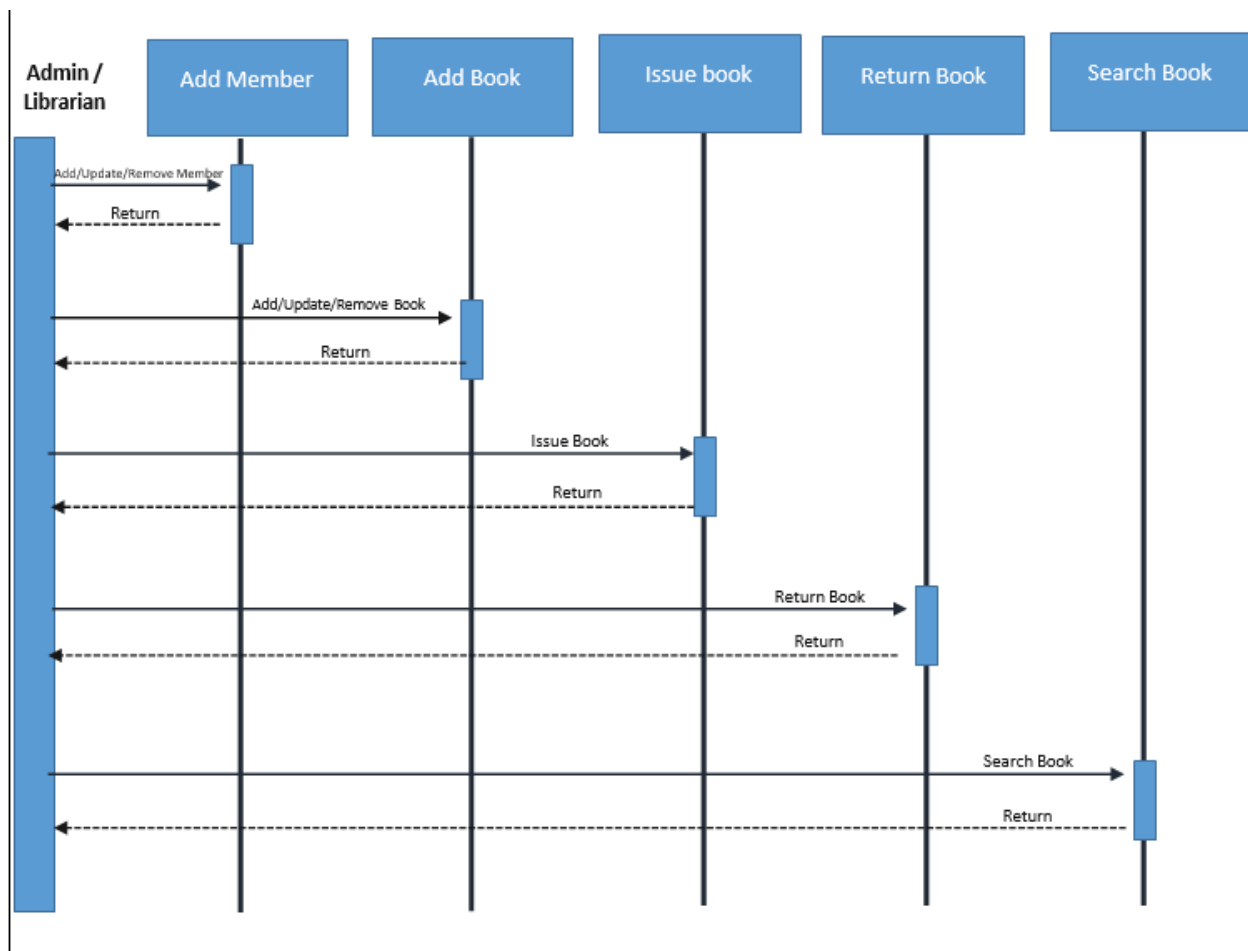 Admin /
Librarian
Add Member
Add Book
Issue book
Return Book
Search Book
Add/Update/Remove Member
Return
Add/Update/Remove Book
Return
Issue Book
Return
Return Book
Return
Search Book
Return